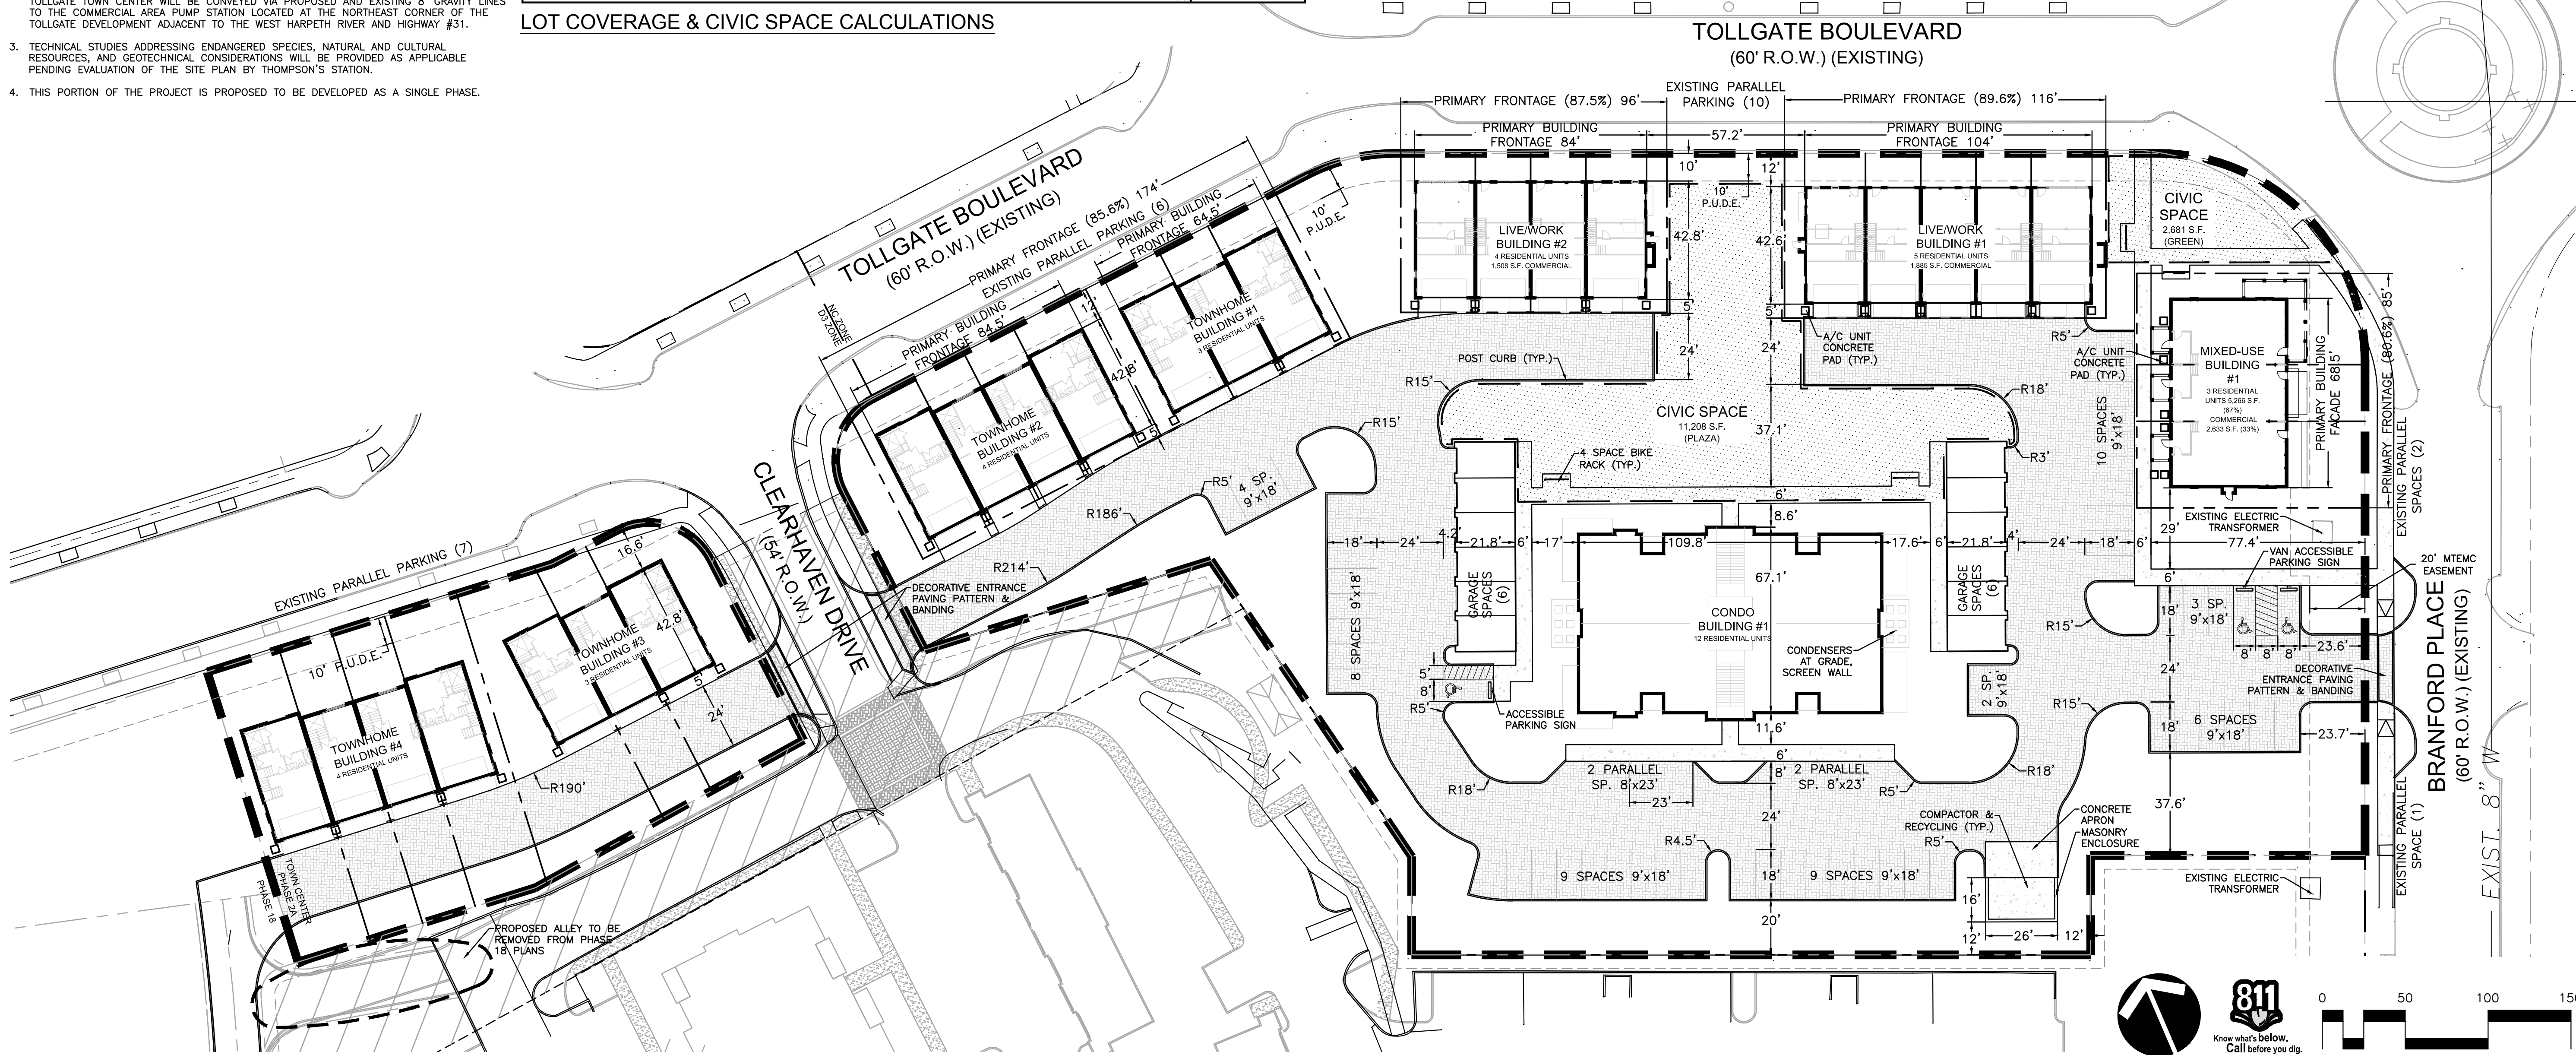 TOLLGATE TOWN CENTER WILL BE CONVEYED VIA PROPOSED AND EXISTING 8" GRAVITY LINES
TO THE COMMERCIAL AREA PUMP STATION LOCATED AT THE NORTHEAST CORNER OF THE
TOLLGATE DEVELOPMENT ADJACENT TO THE WEST HARPETH RIVER AND HIGHWAY #31.
3. TECHNICAL STUDIES ADDRESSING ENDANGERED SPECIES, NATURAL AND CULTURAL
RESOURCES, AND GEOTECHNICAL CONSIDERATIONS WILL BE PROVIDED AS APPLICABLE
PENDING EVALUATION OF THE SITE PLAN BY THOMPSON'S STATION.
4. THIS PORTION OF THE PROJECT IS PROPOSED TO BE DEVELOPED AS A SINGLE PHASE.
LOT COVERAGE & CIVIC SPACE CALCULATIONS
TOLLGATE BOULEVARD
(60' R.O.W.) (EXISTING)
PRIMARY FRONTAGE (87.5%) 96'
EXISTING PARALLEL
PARKING (10)
PRIMARY FRONTAGE (89.6%) 116'
PRIMARY BUILDING
FRONTAGE 84'
57.2'
PRIMARY BUILDING
FRONTAGE 104'
10'
12'
10'
P.U.D.E.
42.8'
42.6'
5'
5'
24'
24'
LIVE/WORK
BUILDING #2
4 RESIDENTIAL UNITS
1,508 S.F. COMMERCIAL
LIVE/WORK
BUILDING #1
5 RESIDENTIAL UNITS
1,885 S.F. COMMERCIAL
CIVIC
SPACE
2,681 S.F.
(GREEN)
TOLLGATE BOULEVARD
(60' R.O.W.) (EXISTING)
PRIMARY FRONTAGE (85.6%) 174'
EXISTING PARALLEL PARKING (6)
PRIMARY BUILDING
FRONTAGE 64.5'
PRIMARY BUILDING
FRONTAGE 84.5'
10'
P.U.D.E.
NC ZONE
D3 ZONE
12'
42.8'
5'
TOWNHOME
BUILDING #1
3 RESIDENTIAL UNITS
TOWNHOME
BUILDING #2
4 RESIDENTIAL UNITS
POST CURB (TYP.)
A/C UNIT
CONCRETE
PAD (TYP.)
R5'
A/C UNIT
CONCRETE
PAD (TYP.)
R15'
R18'
R15'
CIVIC SPACE
11,208 S.F.
(PLAZA)
37.1'
R3'
4 SPACE BIKE
RACK (TYP.)
6'
8.6'
10 SPACES
9'x18'
MIXED-USE
BUILDING
#1
3 RESIDENTIAL
UNITS 5,266 S.F.
(67%)
COMMERCIAL
2,633 S.F. (33%)
PRIMARY BUILDING
FACADE 68.5'
PRIMARY FRONTAGE (80.6%) 85'
EXISTING PARALLEL
SPACES (2)
29'
EXISTING ELECTRIC
TRANSFORMER
VAN ACCESSIBLE
PARKING SIGN
20' MTEMC
EASEMENT
R5'
4 SP.
9'x18'
R186'
R214'
CLEARHAVEN DRIVE
(54' R.O.W.)
DECORATIVE ENTRANCE
PAVING PATTERN &
BANDING
18'
24'
4.2'
21.8'
6'
17'
109.8'
17.6'
6'
21.8'
4'
24'
18'
6'
77.4'
6'
67.1'
GARAGE
SPACES
(6)
GARAGE
SPACES
(6)
8 SPACES 9'x18'
CONDO
BUILDING #1
12 RESIDENTIAL UNITS
CONDENSERS
AT GRADE,
SCREEN WALL
3 SP.
9'x18'
18'
R15'
8'
8'
8'
23.6'
24'
DECORATIVE
ENTRANCE PAVING
PATTERN & BANDING
5'
8'
R5'
ACCESSIBLE
PARKING SIGN
2 SP.
9'x18'
R15'
18'
6 SPACES
9'x18'
23.7'
BRANFORD PLACE
(60' R.O.W.) (EXISTING)
EXIST. 8" W
11.6'
6'
8'
2 PARALLEL
SP. 8'x23'
2 PARALLEL
SP. 8'x23'
23'
R18'
R5'
R18'
24'
37.6'
COMPACTOR &
RECYCLING (TYP.)
CONCRETE
APRON
MASONRY
ENCLOSURE
R4.5'
R5'
9 SPACES 9'x18'
18'
9 SPACES 9'x18'
20'
16'
12'
26'
12'
EXISTING ELECTRIC
TRANSFORMER
EXISTING PARALLEL
SPACE (1)
EXISTING PARALLEL PARKING (7)
16.6'
TOWNHOME
BUILDING #3
3 RESIDENTIAL UNITS
42.8'
5'
24'
10' P.U.D.E.
TOWNHOME
BUILDING #4
4 RESIDENTIAL UNITS
R190'
TOWN CENTER
PHASE 2A
PHASE 18
PROPOSED ALLEY TO BE
REMOVED FROM PHASE
18 PLANS
811
Know what's below.
Call before you dig.
0
50
100